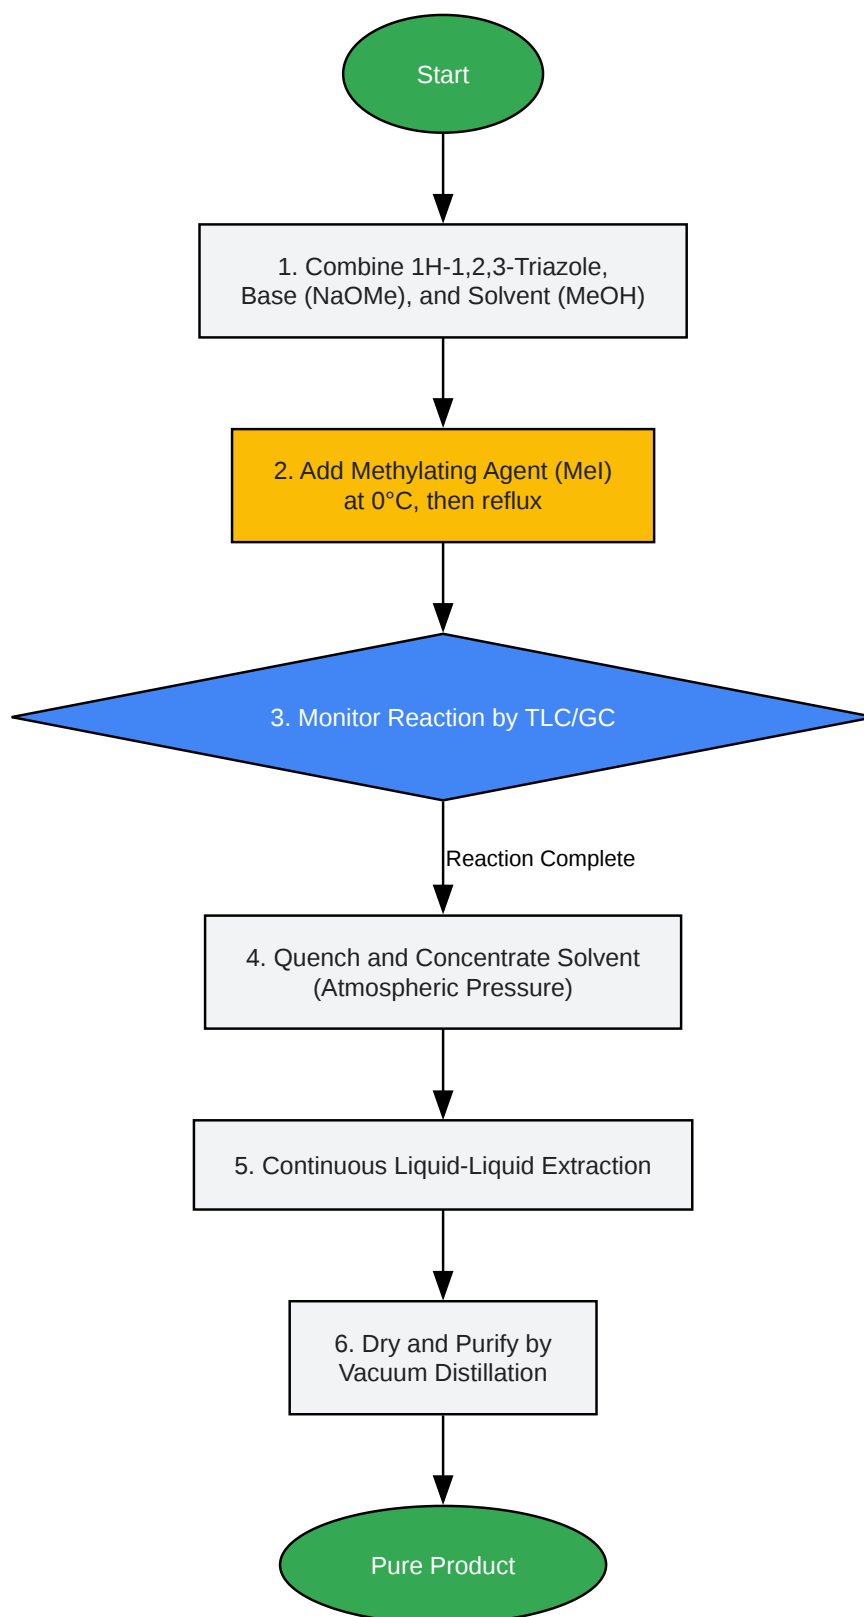 Start
1. Combine 1H-1,2,3-Triazole,
Base (NaOMe), and Solvent (MeOH)
2. Add Methylating Agent (MeI)
at 0°C, then reflux
3. Monitor Reaction by TLC/GC
Reaction Complete
4. Quench and Concentrate Solvent
(Atmospheric Pressure)
5. Continuous Liquid-Liquid Extraction
6. Dry and Purify by
Vacuum Distillation
Pure Product